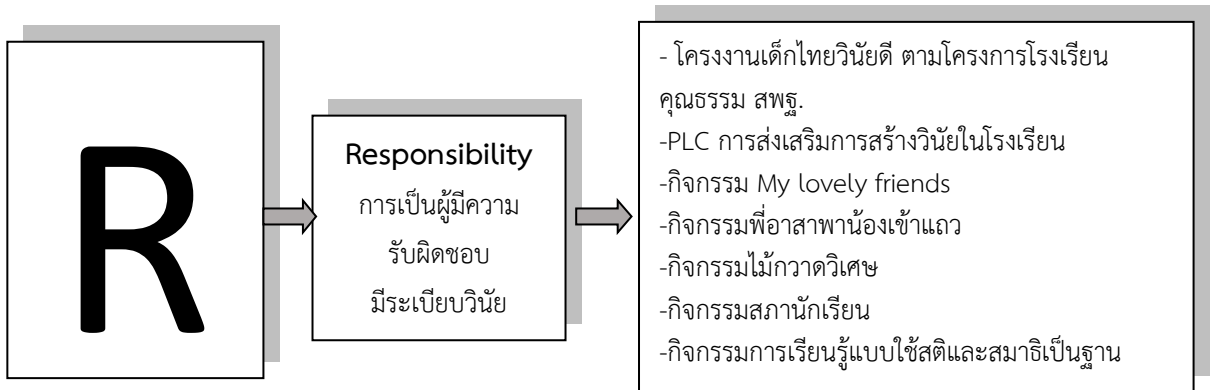 R
Responsibility
การเป็นผู้มีความ
รับผิดชอบ
มีระเบียบวินัย
- โครงงานเด็กไทยวินัยดี ตามโครงการโรงเรียน
คุณธรรม สพฐ.
-PLC การส่งเสริมการสร้างวินัยในโรงเรียน
-กิจกรรม My lovely friends
-กิจกรรมพี่อาสาพาน้องเข้าแถว
-กิจกรรมไม้กวาดวิเศษ
-กิจกรรมสภานักเรียน
-กิจกรรมการเรียนรู้แบบใช้สติและสมาธิเป็นฐาน